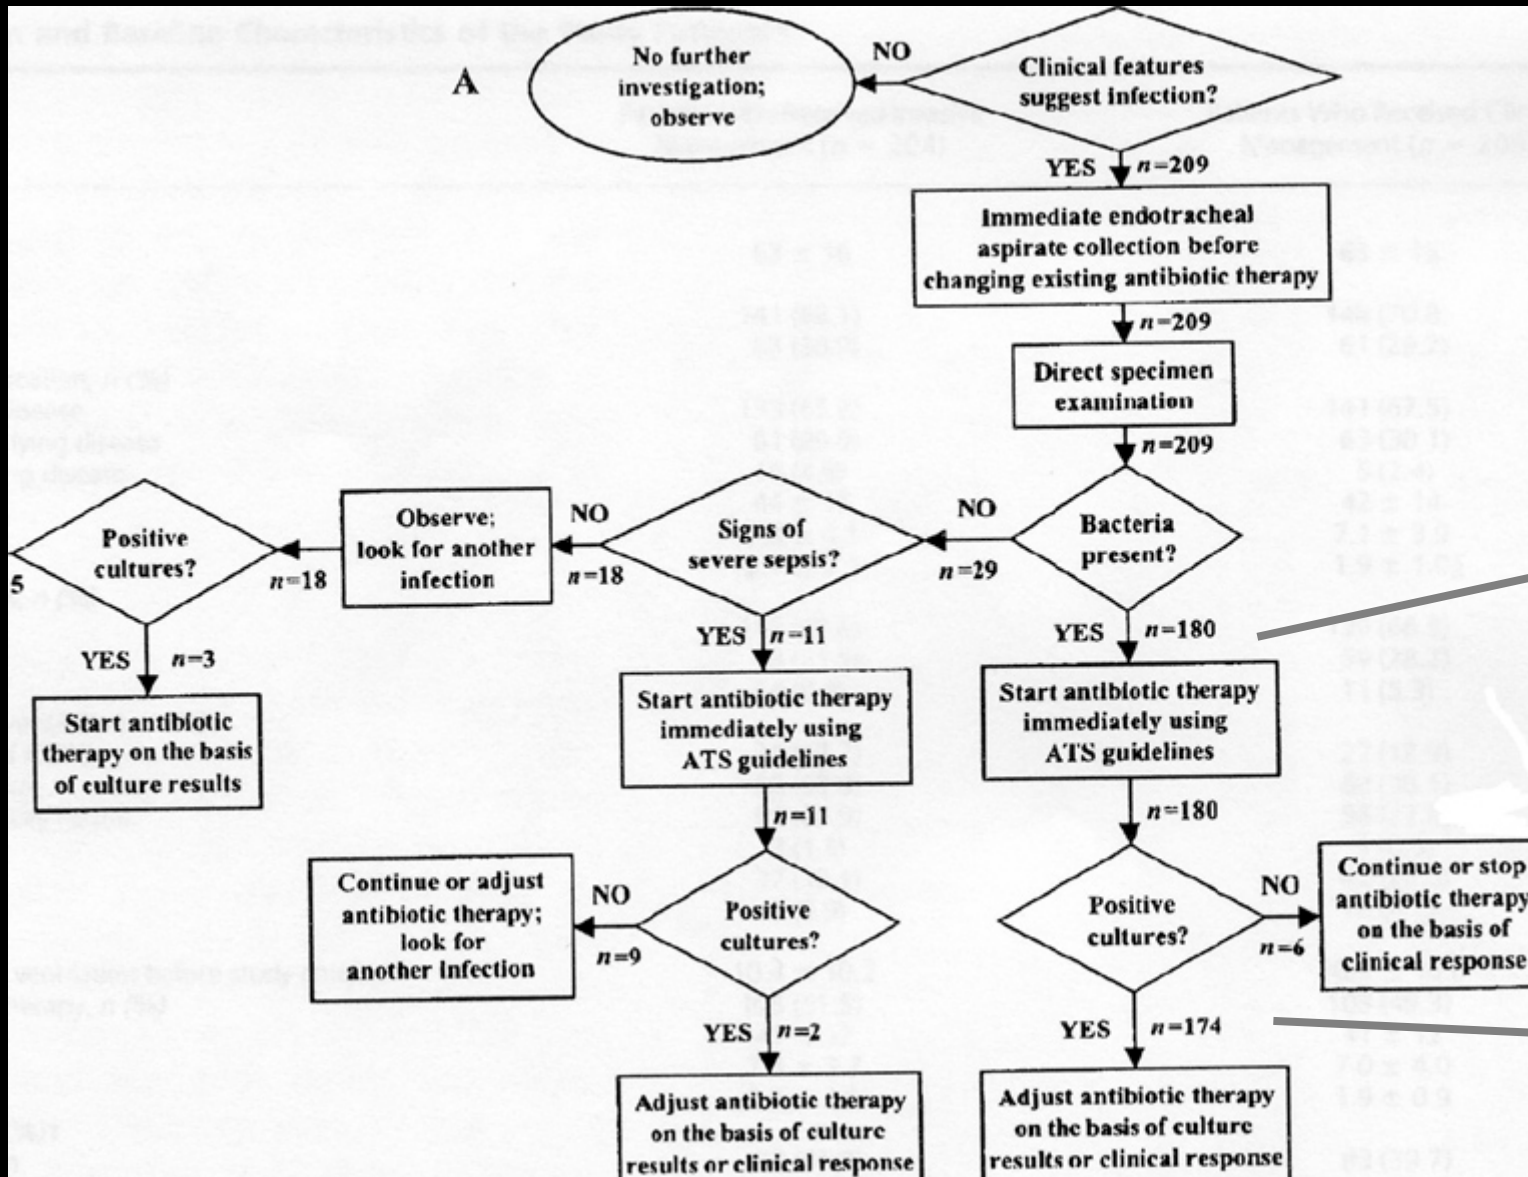 A
No further
investigation;
observe
NO
Clinical features
suggest infection?
YES n=209
Immediate endotracheal
aspirate collection before
changing existing antibiotic therapy
n=209
Direct specimen
examination
n=209
Bacteria
present?
NO
n=29
Signs of
severe sepsis?
NO
n=18
Observe;
look for another
infection
n=18
Positive
cultures?
5
YES n=3
Start antibiotic
therapy on the basis
of culture results
YES n=11
Start antibiotic therapy
immediately using
ATS guidelines
n=11
Positive
cultures?
NO
n=9
Continue or adjust
antibiotic therapy;
look for
another infection
YES n=2
Adjust antibiotic therapy
on the basis of culture
results or clinical response
YES n=180
Start antibiotic therapy
immediately using
ATS guidelines
n=180
Positive
cultures?
NO
n=6
Continue or stop
antibiotic therapy
on the basis of
clinical response
YES n=174
Adjust antibiotic therapy
on the basis of culture
results or clinical response